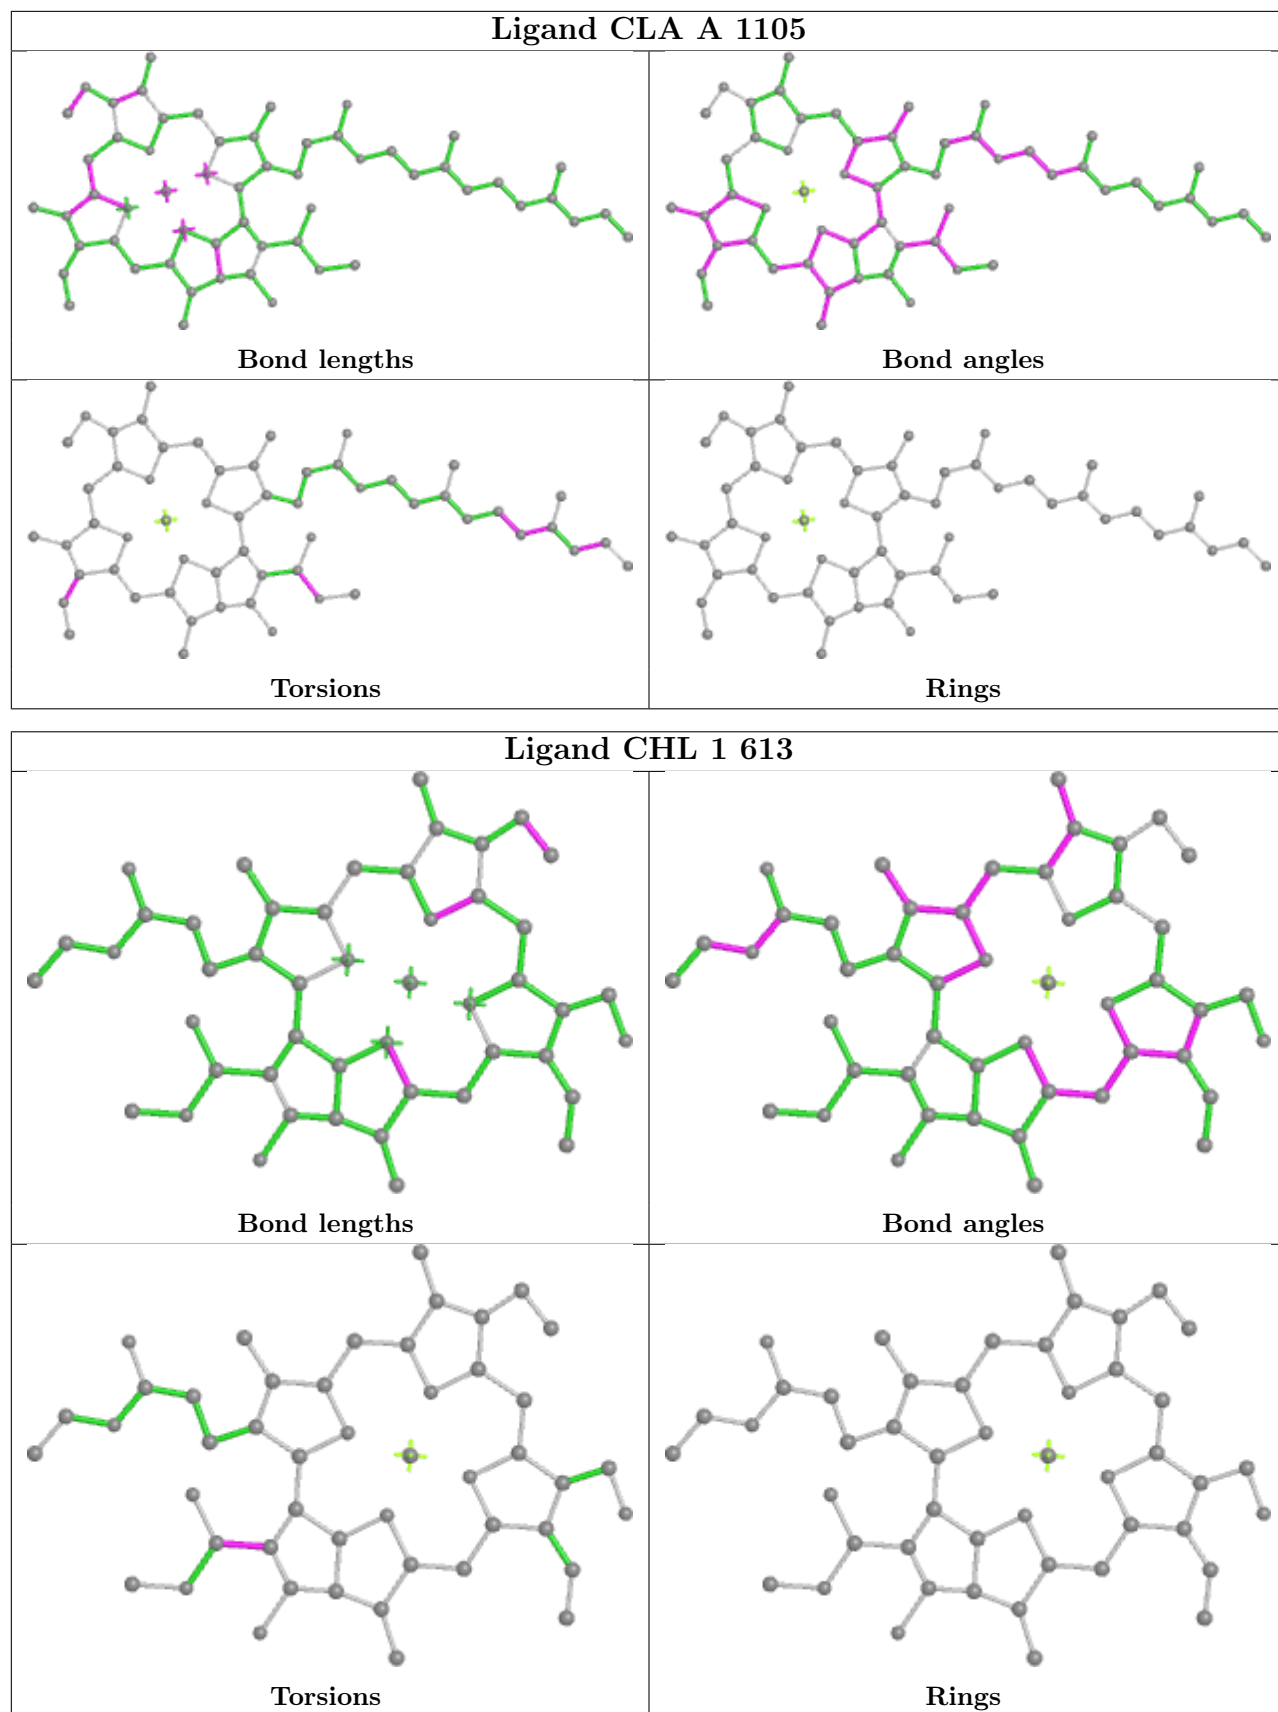 Ligand CLA A 1105
Bond lengths
Bond angles
Torsions
Rings
Ligand CHL 1 613
Bond lengths
Bond angles
Torsions
Rings